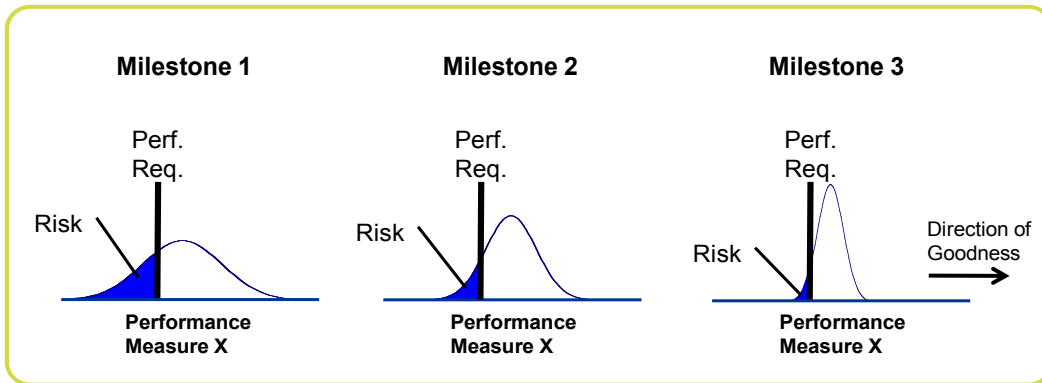 Milestone 1
Perf.
Req.
Risk
Performance
Measure X
Milestone 2
Perf.
Req.
Risk
Performance
Measure X
Milestone 3
Perf.
Req.
Risk
Performance
Measure X
Direction of
Goodness